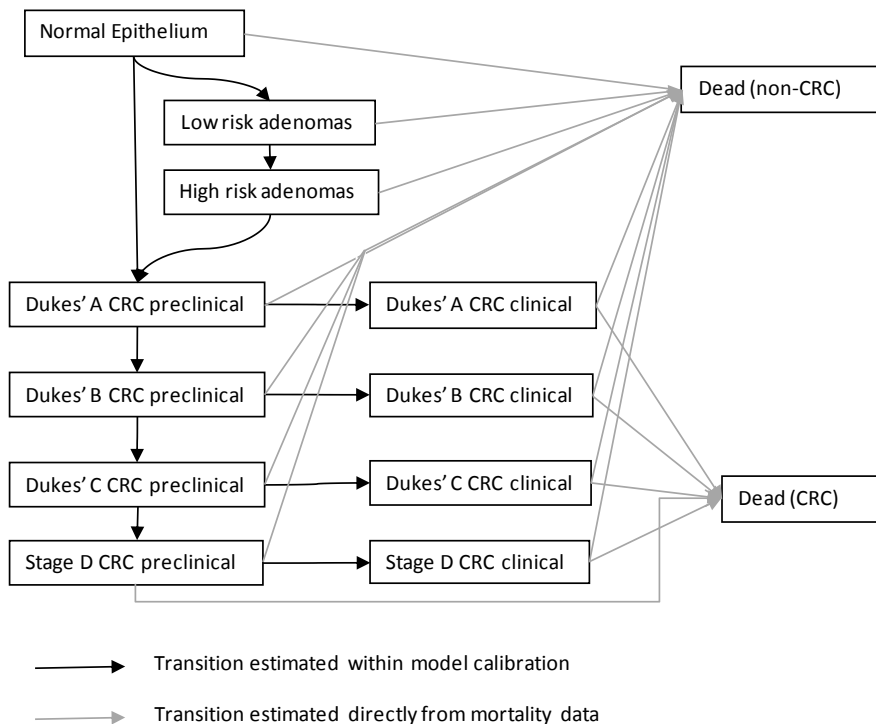 Normal Epithelium
Dead (non-CRC)
Low risk adenomas
High risk adenomas
Dukes' A CRC preclinical
Dukes' A CRC clinical
Dukes' B CRC preclinical
Dukes' B CRC clinical
Dukes' C CRC preclinical
Dukes' C CRC clinical
Dead (CRC)
Stage D CRC preclinical
Stage D CRC clinical
Transition estimated within model calibration
Transition estimated directly from mortality data